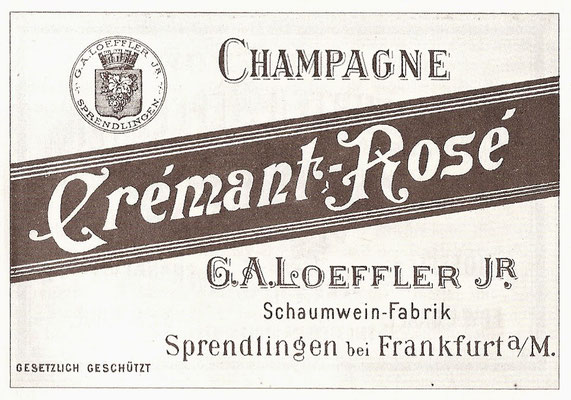 G. A. LOEFFLER JR.
SPRENDLINGEN
CHAMPAGNE
Crémant-Rosé
G.A. LOEFFLER JR.
Schaumwein-Fabrik
Sprendlingen bei Frankfurt a/M.
GESETZLICH GESCHÜTZT